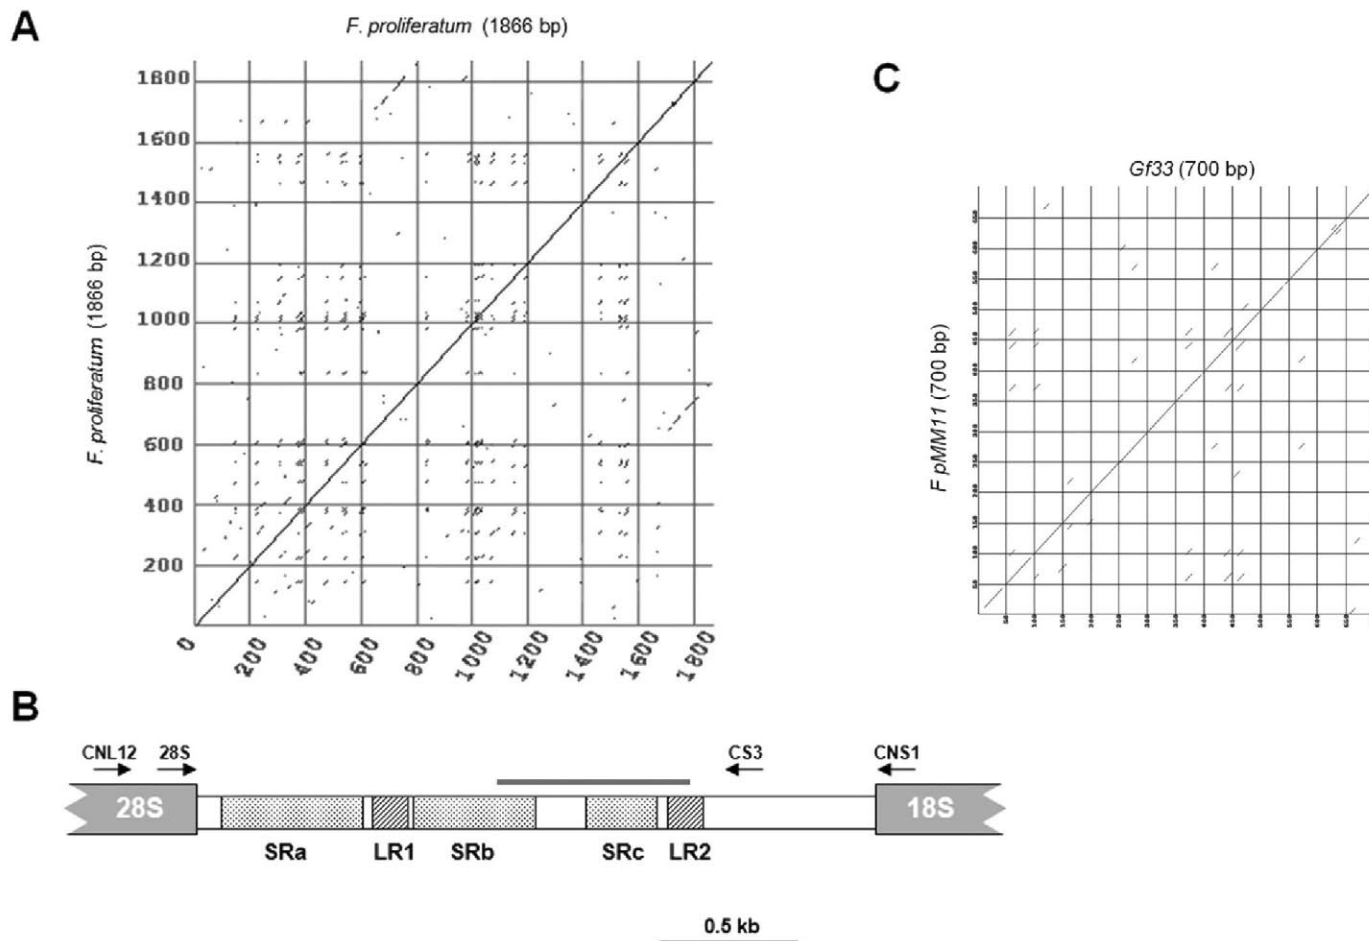 A
F. proliferatum (1866 bp)
F. proliferatum (1866 bp)
1800
1600
1400
1200
1000
800
600
400
200
0 200 400 600 800 1000 1200 1400 1600 1800
C
Gf33 (700 bp)
F pMM11 (700 bp)
B
CNL12 28S CS3 CNS1
28S 18S
SRa LR1 SRb SRc LR2
0.5 kb